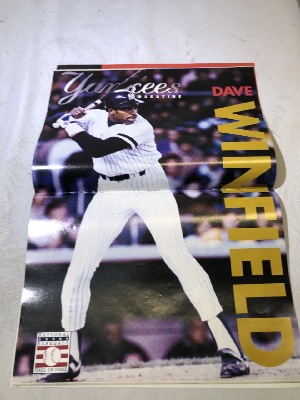 Yankees
MAGAZINE
DAVE
WINFIELD
NATIONAL
BASEBALL
HALL OF FAME